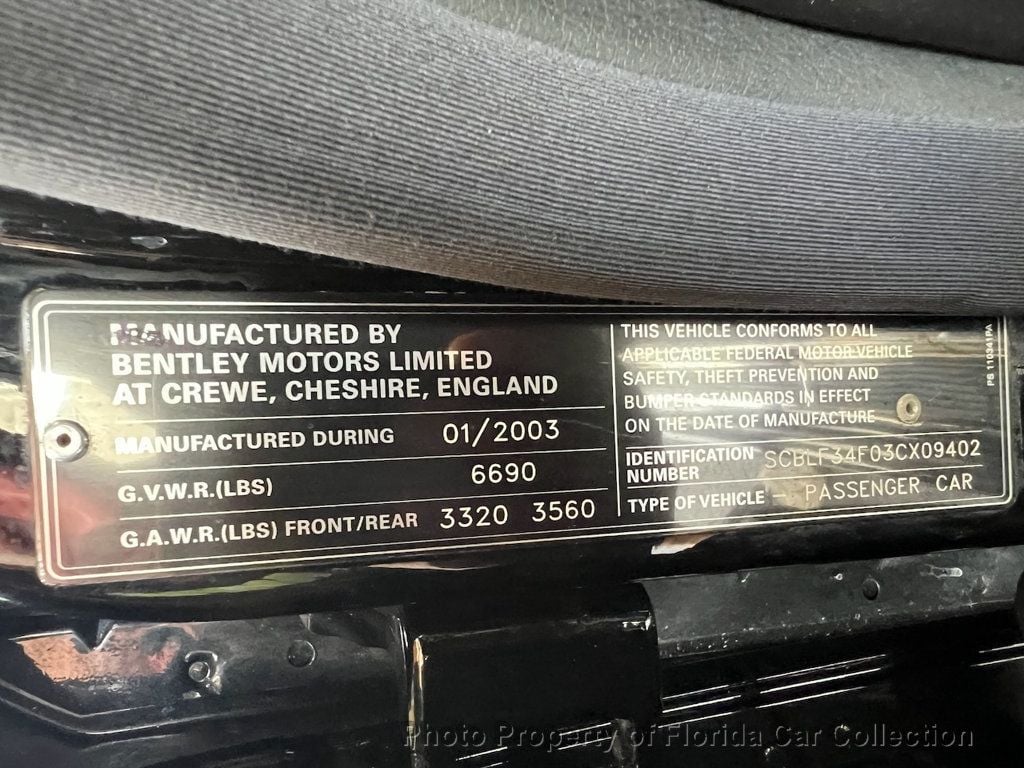 MANUFACTURED BY
BENTLEY MOTORS LIMITED
AT CREWE, CHESHIRE, ENGLAND
MANUFACTURED DURING 01/2003
G.V.W.R.(LBS) 6690
G.A.W.R.(LBS) FRONT/REAR 3320 3560
THIS VEHICLE CONFORMS TO ALL
APPLICABLE FEDERAL MOTOR VEHICLE
SAFETY, THEFT PREVENTION AND
BUMPER STANDARDS IN EFFECT
ON THE DATE OF MANUFACTURE
IDENTIFICATION
NUMBER SCBLF34F03CX09402
TYPE OF VEHICLE - PASSENGER CAR
PB 110341PA
Photo Property of Florida Car Collection